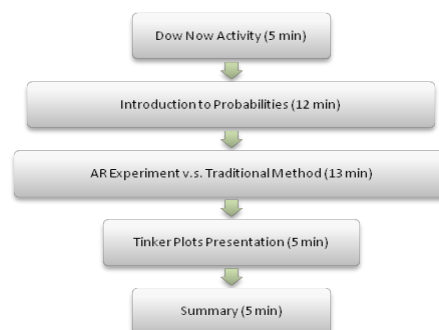 Dow Now Activity (5 min)
Introduction to Probabilities (12 min)
AR Experiment v.s. Traditional Method (13 min)
Tinker Plots Presentation (5 min)
Summary (5 min)